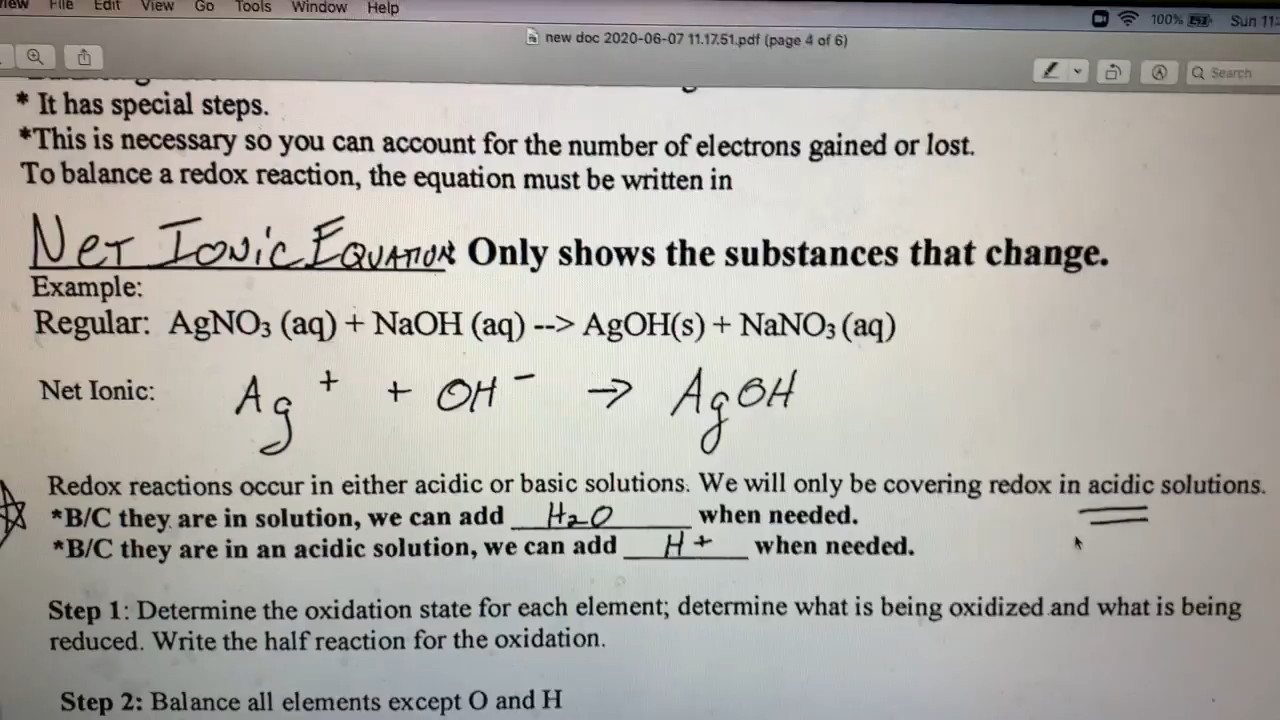 File Edit View Go Tools Window Help
100% Sun 11:
new doc 2020-06-07 11.17.51.pdf (page 4 of 6)
Search
* It has special steps.
*This is necessary so you can account for the number of electrons gained or lost.
To balance a redox reaction, the equation must be written in
NET IONIC EQUATION Only shows the substances that change.
Example:
Regular: AgNO₃ (aq) + NaOH (aq) --> AgOH(s) + NaNO₃ (aq)
Net Ionic: Ag⁺ + OH⁻ → AgOH
Redox reactions occur in either acidic or basic solutions. We will only be covering redox in acidic solutions.
*B/C they are in solution, we can add H₂O when needed.
*B/C they are in an acidic solution, we can add H+ when needed.
Step 1: Determine the oxidation state for each element; determine what is being oxidized and what is being
reduced. Write the half reaction for the oxidation.
Step 2: Balance all elements except O and H